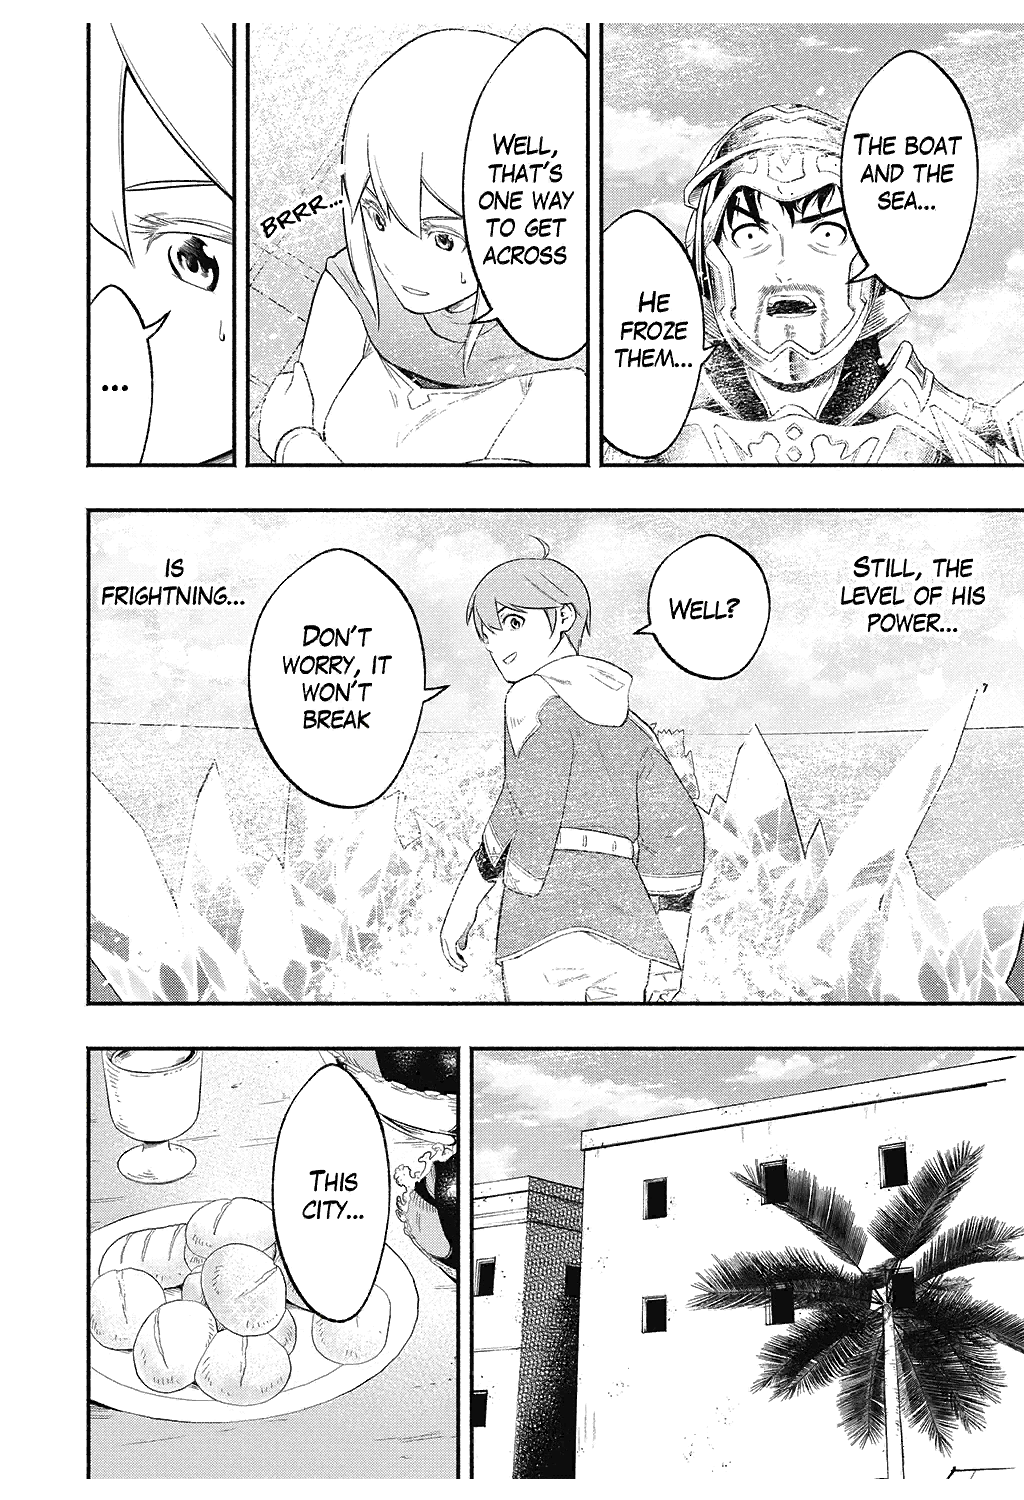 THE BOAT
AND THE
SEA...
HE
FROZE
THEM...
WELL,
THAT'S
ONE WAY
TO GET
ACROSS
BRRR...
...
STILL, THE
LEVEL OF HIS
POWER...
WELL?
DON'T
WORRY, IT
WON'T
BREAK
IS
FRIGHTNING...
THIS
CITY...